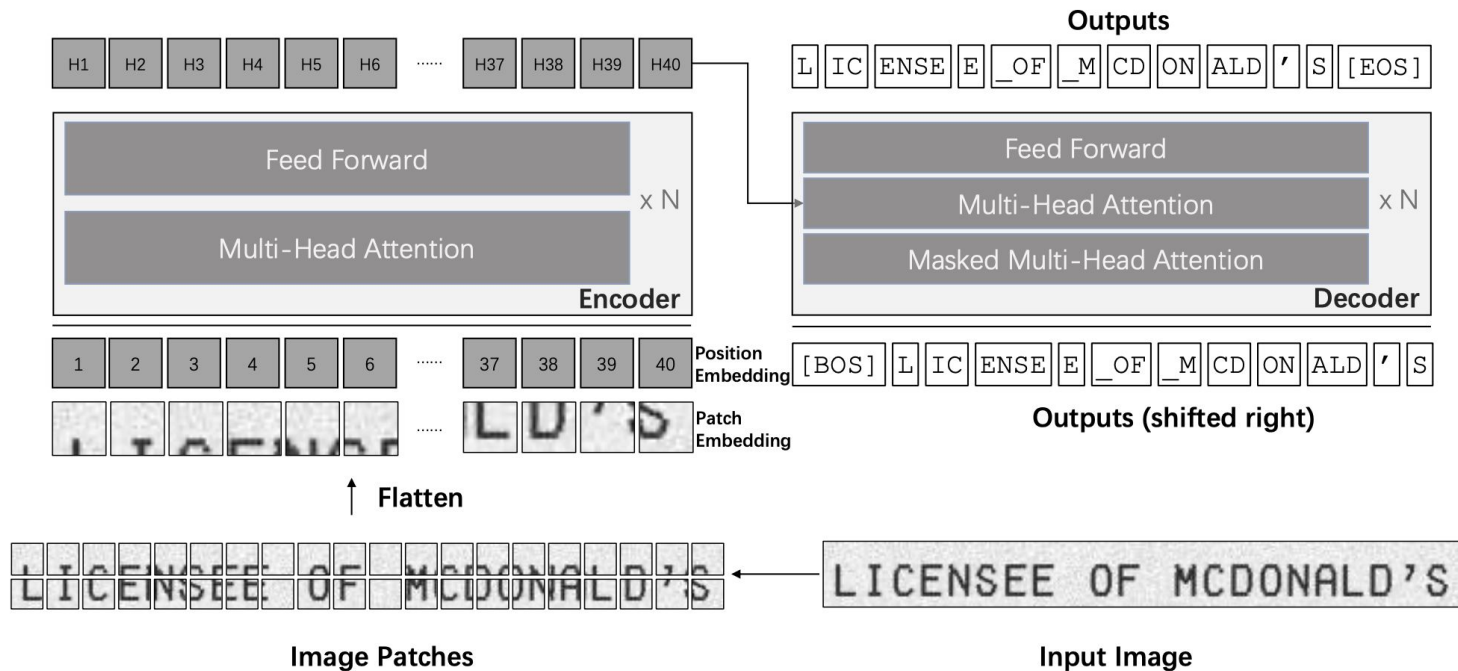 Outputs
H1 H2 H3 H4 H5 H6 ...... H37 H38 H39 H40
L IC ENSE E _OF _M CD ON ALD ’ S [EOS]
Feed Forward
Multi-Head Attention
x N
Encoder
Feed Forward
Multi-Head Attention
Masked Multi-Head Attention
x N
Decoder
1 2 3 4 5 6 ...... 37 38 39 40
Position
Embedding
[BOS] L IC ENSE E _OF _M CD ON ALD ’ S
LICENSE ...... LD’S
Patch
Embedding
Outputs (shifted right)
Flatten
LICENSEE OF MCDONALD’S
LICENSEE OF MCDONALD’S
Image Patches
Input Image